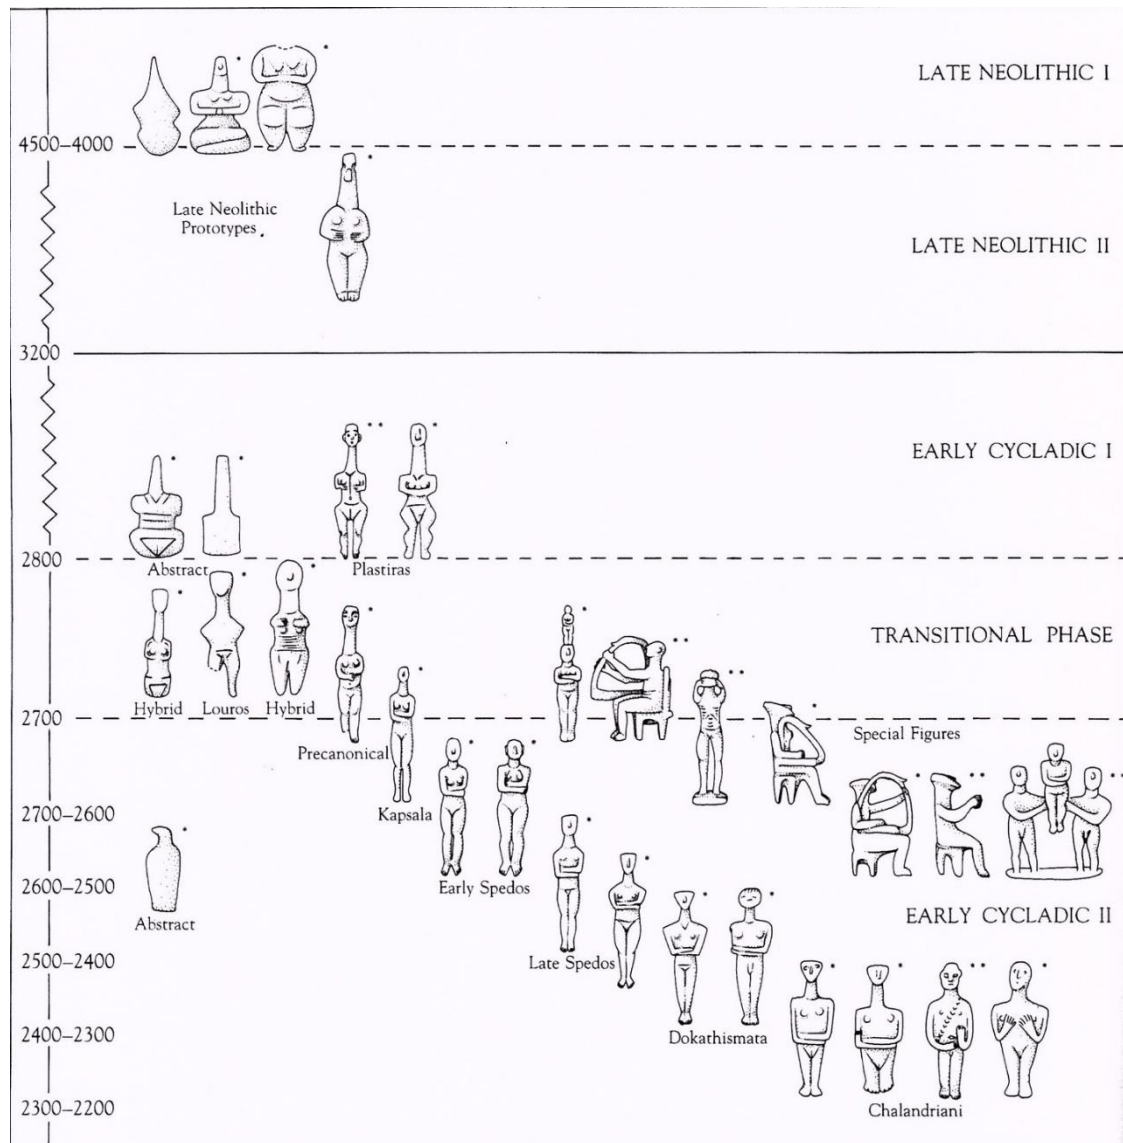 LATE NEOLITHIC I
4500–4000
Late Neolithic
Prototypes
LATE NEOLITHIC II
3200
EARLY CYCLADIC I
2800
Abstract
Plastiras
TRANSITIONAL PHASE
Hybrid
Louros
Hybrid
2700
Precanonical
Special Figures
Kapsala
2700–2600
Early Spedos
2600–2500
Abstract
EARLY CYCLADIC II
2500–2400
Late Spedos
2400–2300
Dokathismata
2300–2200
Chalandriani